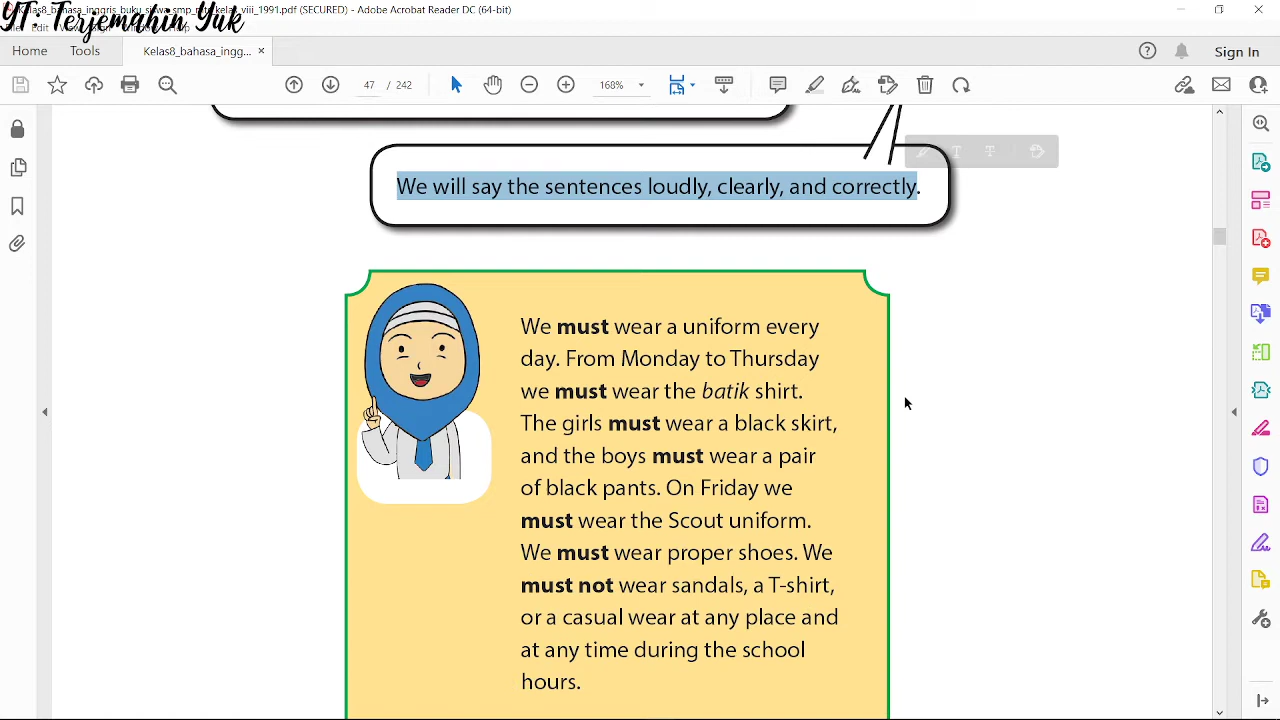 YT: Terjemahin Yuk
Kelas8_bahasa_inggris_buku_siswa_smp_mts_kelas_viii_1991.pdf (SECURED) - Adobe Acrobat Reader DC (64-bit)
Home Tools Kelas8_bahasa_ingg... × Sign In
47 / 242 168%
We will say the sentences loudly, clearly, and correctly.
We must wear a uniform every
day. From Monday to Thursday
we must wear the batik shirt.
The girls must wear a black skirt,
and the boys must wear a pair
of black pants. On Friday we
must wear the Scout uniform.
We must wear proper shoes. We
must not wear sandals, a T-shirt,
or a casual wear at any place and
at any time during the school
hours.